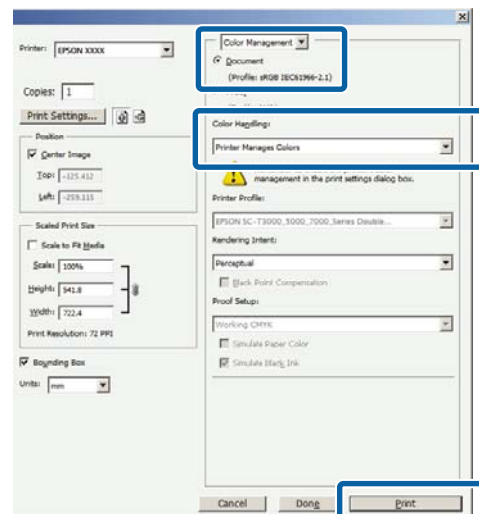 Printer: EPSON XXXX
Copies: 1
Print Settings...
Position
Center Image
Top: -125.412
Left: -259.115
Scaled Print Size
Scale to Fit Media
Scale: 100%
Height: 541.8
Width: 722.4
Print Resolution: 72 PPI
Bounding Box
Units: mm
Color Management
Document
(Profile: sRGB IEC61966-2.1)
Color Handling:
Printer Manages Colors
management in the print settings dialog box.
Printer Profile:
EPSON SC-T3000_5000_7000_Series Double...
Rendering Intent:
Perceptual
Black Point Compensation
Proof Setup:
Working CMYK
Simulate Paper Color
Simulate Black Ink
Cancel
Done
Print